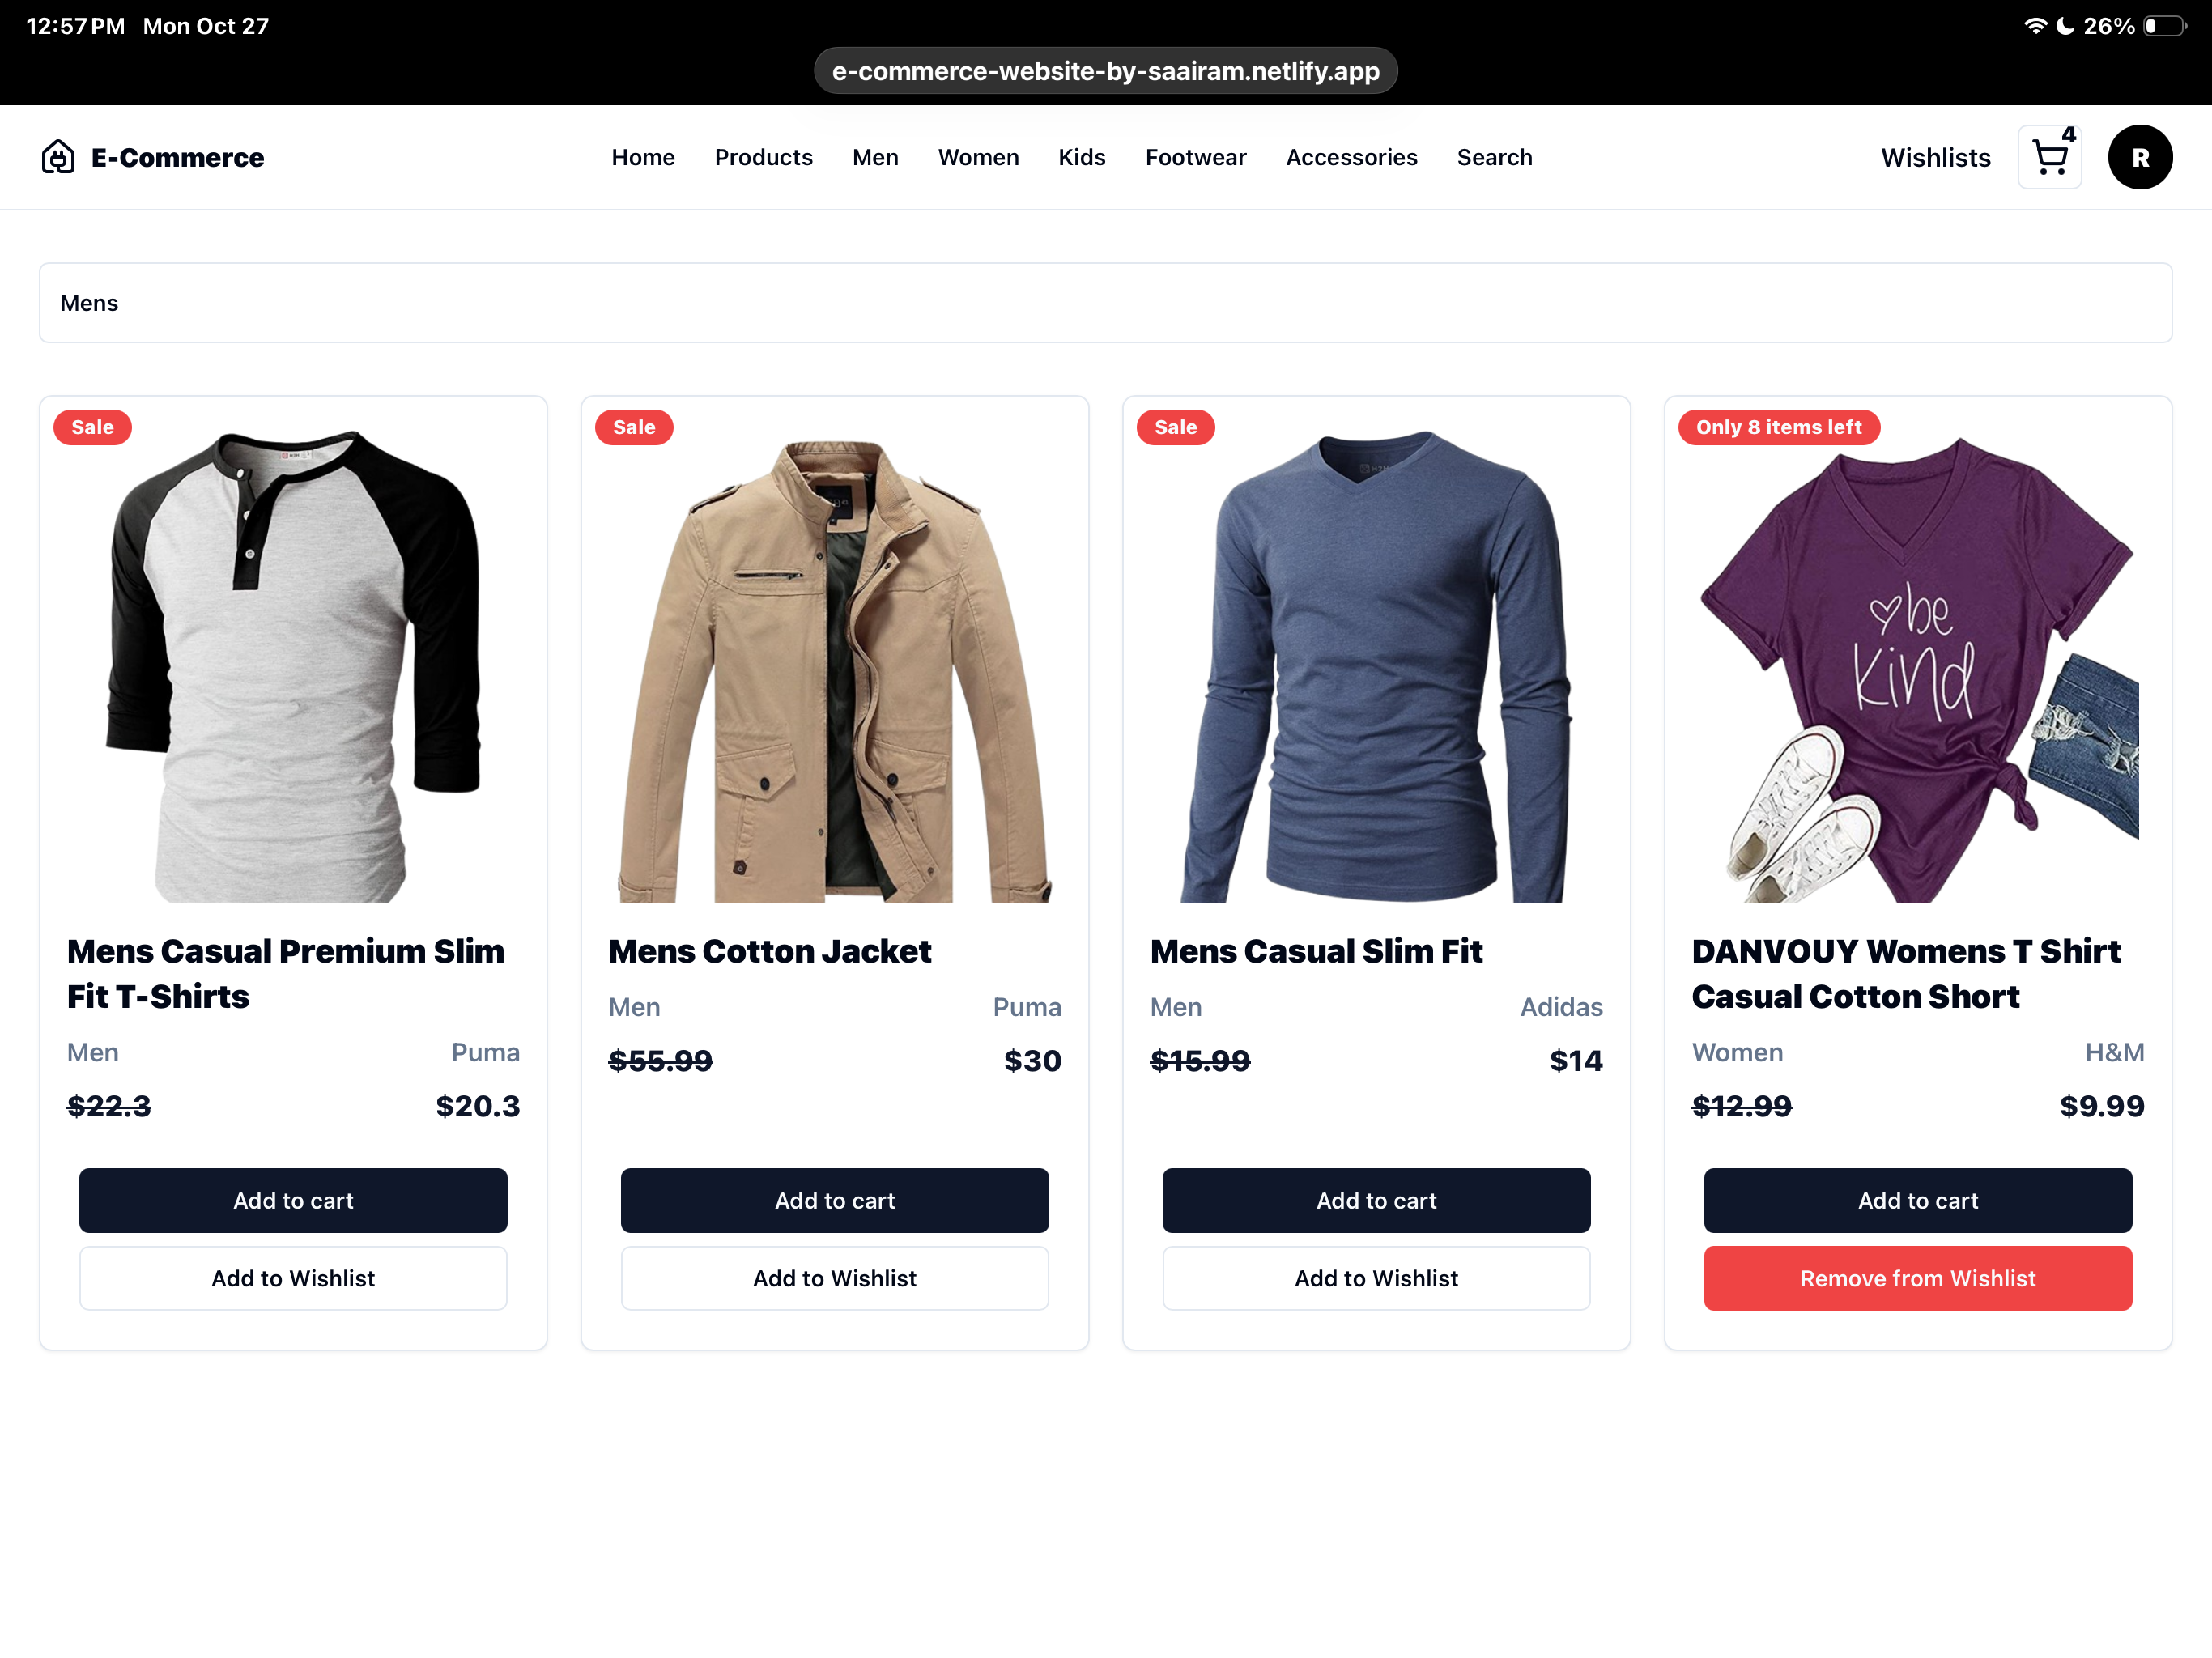 12:57 PM Mon Oct 27
26%
e-commerce-website-by-saairam.netlify.app
E-Commerce
Home Products Men Women Kids Footwear Accessories Search
Wishlists 4 R
Mens
Sale
Sale
Sale
Only 8 items left
be
kind
Mens Casual Premium Slim
Fit T-Shirts
Men Puma
$22.3 $20.3
Add to cart
Add to Wishlist
Mens Cotton Jacket
Men Puma
$55.99 $30
Add to cart
Add to Wishlist
Mens Casual Slim Fit
Men Adidas
$15.99 $14
Add to cart
Add to Wishlist
DANVOUY Womens T Shirt
Casual Cotton Short
Women H&M
$12.99 $9.99
Add to cart
Remove from Wishlist